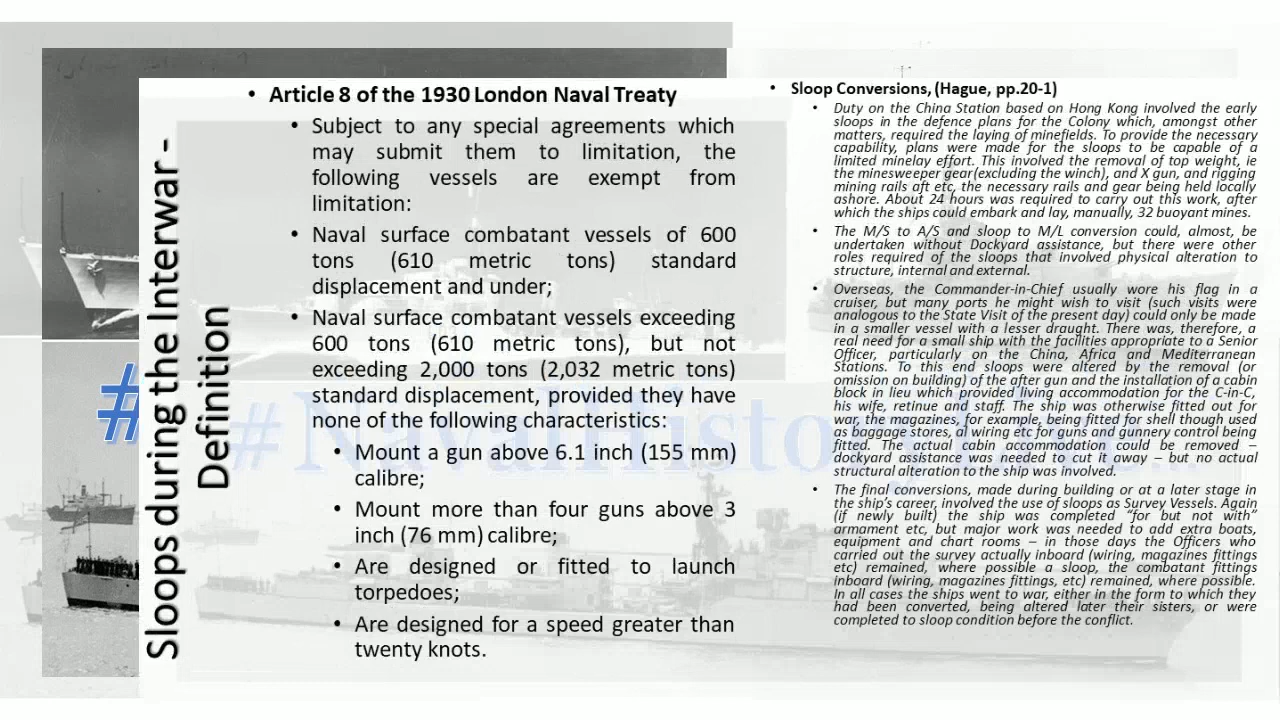 Sloops during the Interwar -
Definition
• Article 8 of the 1930 London Naval Treaty
• Subject to any special agreements which
may submit them to limitation, the
following vessels are exempt from
limitation:
• Naval surface combatant vessels of 600
tons (610 metric tons) standard
displacement and under;
• Naval surface combatant vessels exceeding
600 tons (610 metric tons), but not
exceeding 2,000 tons (2,032 metric tons)
standard displacement, provided they have
none of the following characteristics:
• Mount a gun above 6.1 inch (155 mm)
calibre;
• Mount more than four guns above 3
inch (76 mm) calibre;
• Are designed or fitted to launch
torpedoes;
• Are designed for a speed greater than
twenty knots.
• Sloop Conversions, (Hague, pp.20-1)
• Duty on the China Station based on Hong Kong involved the early
sloops in the defence plans for the Colony which, amongst other
matters, required the laying of minefields. To provide the necessary
capability, plans were made for the sloops to be capable of a
limited minelay effort. This involved the removal of top weight, ie
the minesweeper gear(excluding the winch), and X gun, and rigging
mining rails aft etc, the necessary rails and gear being held locally
ashore. About 24 hours was required to carry out this work, after
which the ships could embark and lay, manually, 32 buoyant mines.
• The M/S to A/S and sloop to M/L conversion could, almost, be
undertaken without Dockyard assistance, but there were other
roles required of the sloops that involved physical alteration to
structure, internal and external.
• Overseas, the Commander-in-Chief usually wore his flag in a
cruiser, but many ports he might wish to visit (such visits were
analogous to the State Visit of the present day) could only be made
in a smaller vessel with a lesser draught. There was, therefore, a
real need for a small ship with the facilities appropriate to a Senior
Officer, particularly on the China, Africa and Mediterranean
Stations. To this end sloops were altered by the removal (or
omission on building) of the after gun and the installation of a cabin
block in lieu which provided living accommodation for the C-in-C,
his wife, retinue and staff. The ship was otherwise fitted out for
war, the magazines, for example, being fitted for shell though used
as baggage stores, al wiring etc for guns and gunnery control being
fitted. The actual cabin accommodation could be removed –
dockyard assistance was needed to cut it away – but no actual
structural alteration to the ship was involved.
• The final conversions, made during building or at a later stage in
the ship's career, involved the use of sloops as Survey Vessels. Again
(if newly built) the ship was completed "for but not with"
armament etc, but major work was needed to add extra boats,
equipment and chart rooms – in those days the Officers who
carried out the survey actually inboard (wiring, magazines fittings
etc) remained, where possible a sloop, the combatant fittings
inboard (wiring, magazines fittings, etc) remained, where possible.
In all cases the ships went to war, either in the form to which they
had been converted, being altered later their sisters, or were
completed to sloop condition before the conflict.